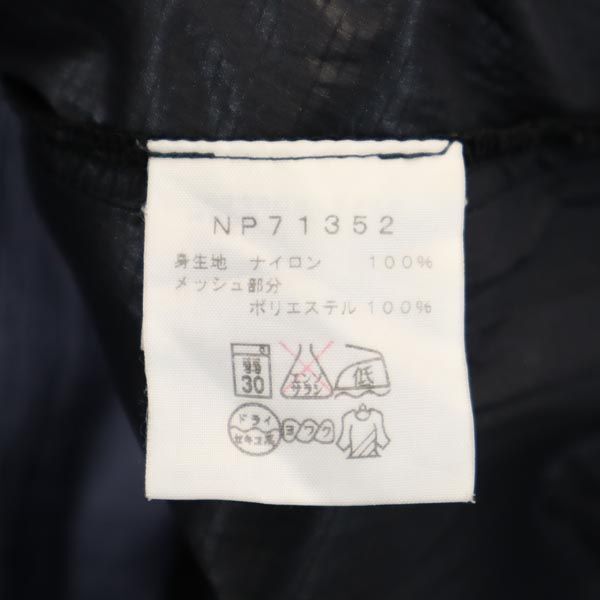 NP71352
身生地 ナイロン 100%
メッシュ部分
ポリエステル 100%
弱 30 エンソサラシ 低
ドライ セキユ系 ヨワク